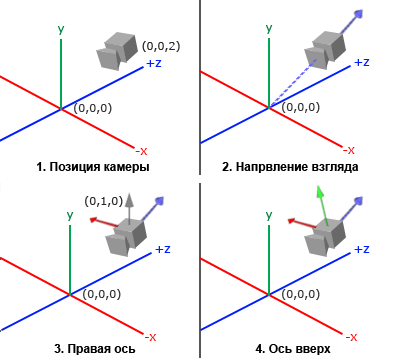 y
(0,0,2)
+z
(0,0,0)
-x
1. Позиция камеры
y
+z
(0,0,0)
-x
2. Напрвление взгляда
(0,1,0)
y
+z
(0,0,0)
-x
3. Правая ось
y
+z
(0,0,0)
-x
4. Ось вверх